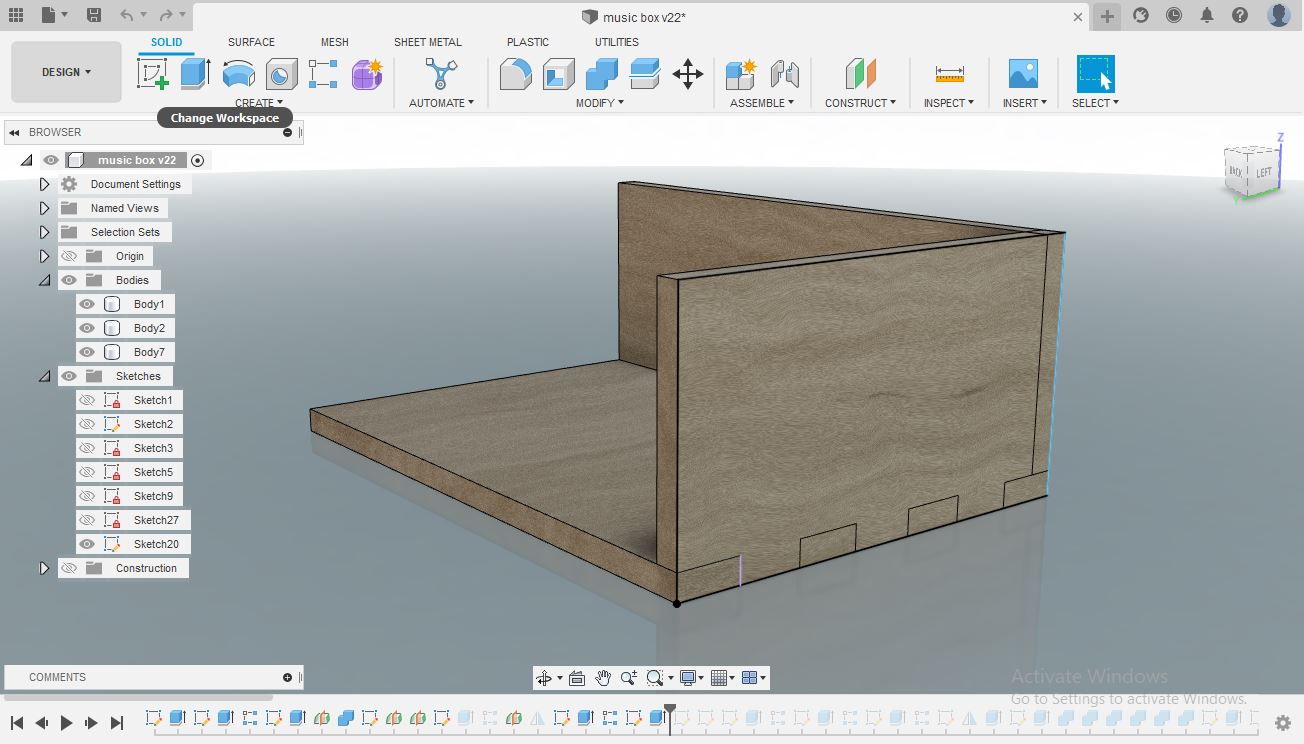 music box v22*
SOLID SURFACE MESH SHEET METAL PLASTIC UTILITIES
DESIGN
CREATE AUTOMATE MODIFY ASSEMBLE CONSTRUCT INSPECT INSERT SELECT
Change Workspace
BROWSER
music box v22
Document Settings
Named Views
Selection Sets
Origin
Bodies
Body1
Body2
Body7
Sketches
Sketch1
Sketch2
Sketch3
Sketch5
Sketch9
Sketch27
Sketch20
Construction
Z
BACK LEFT
Y
COMMENTS
Activate Windows
Go to Settings to activate Windows.